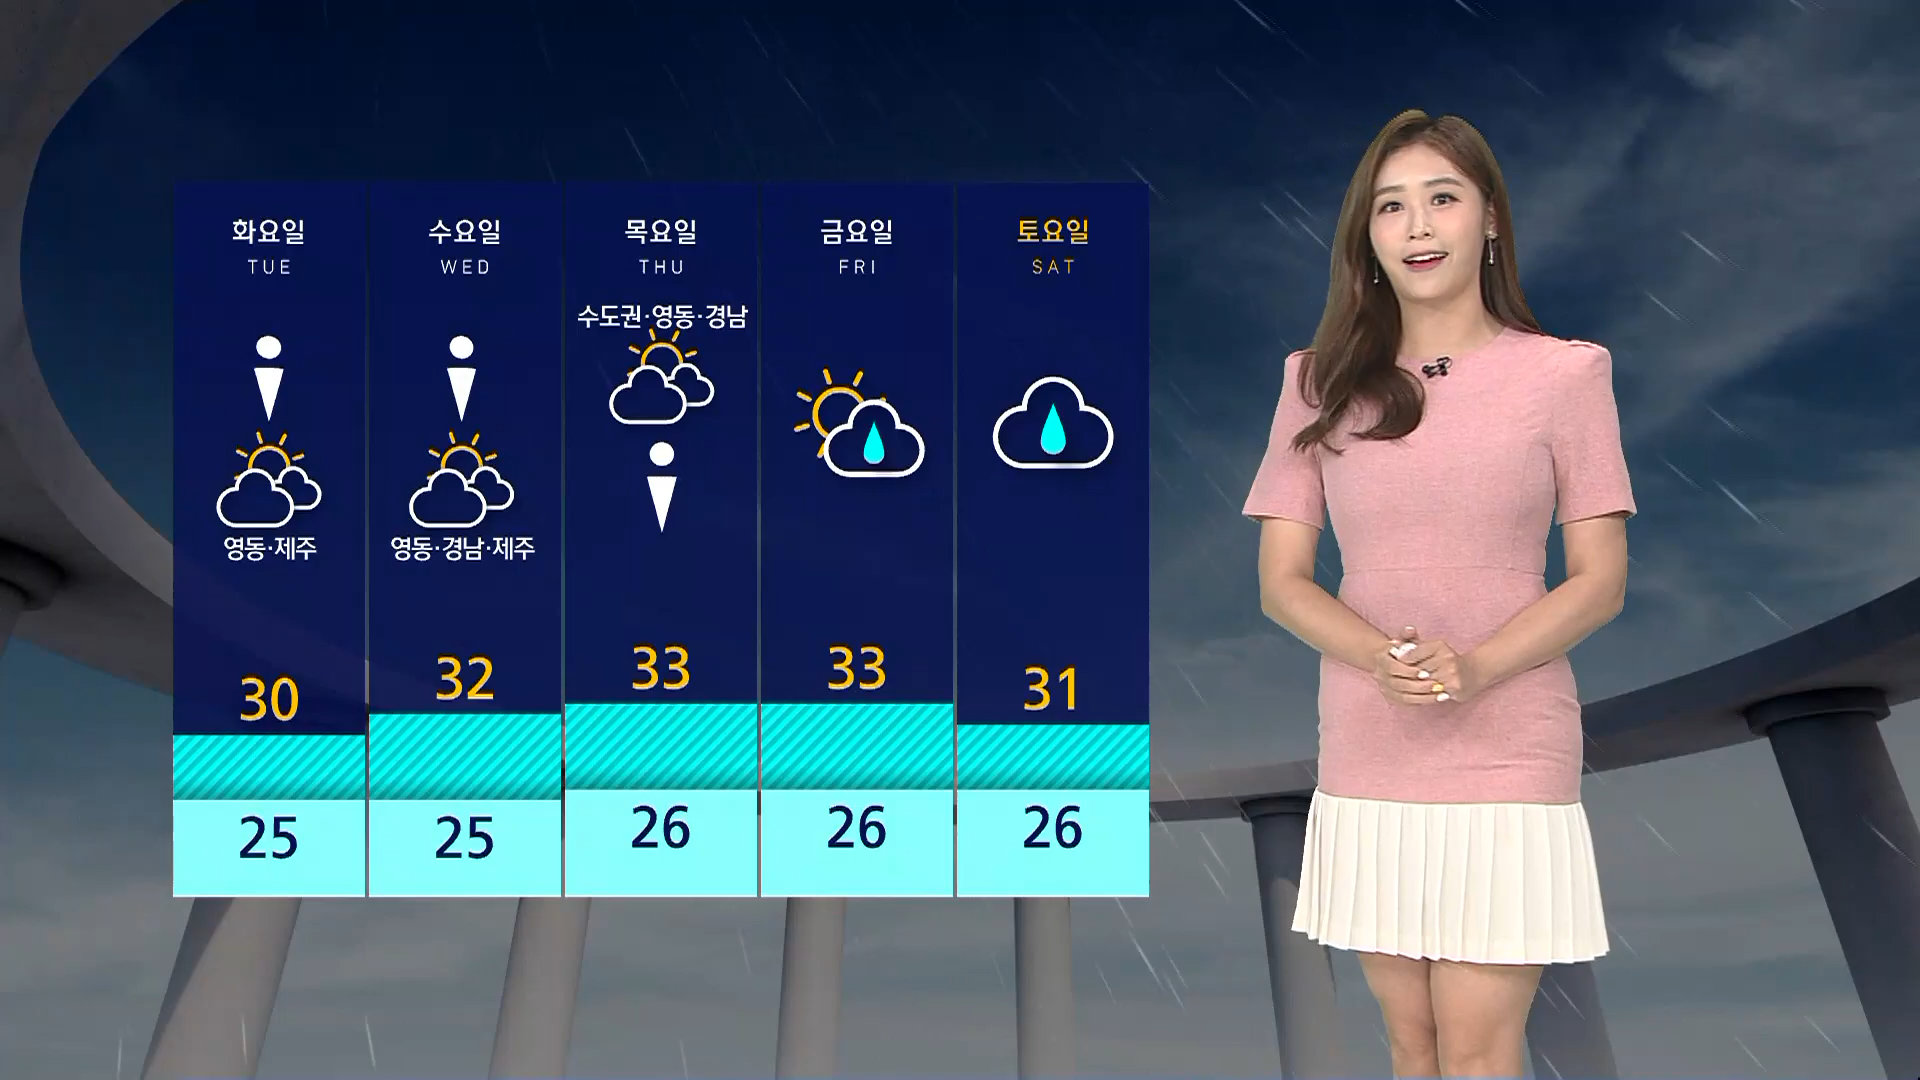 화요일
TUE
영동·제주
30
25
수요일
WED
영동·경남·제주
32
25
목요일
THU
수도권·영동·경남
33
26
금요일
FRI
33
26
토요일
SAT
31
26